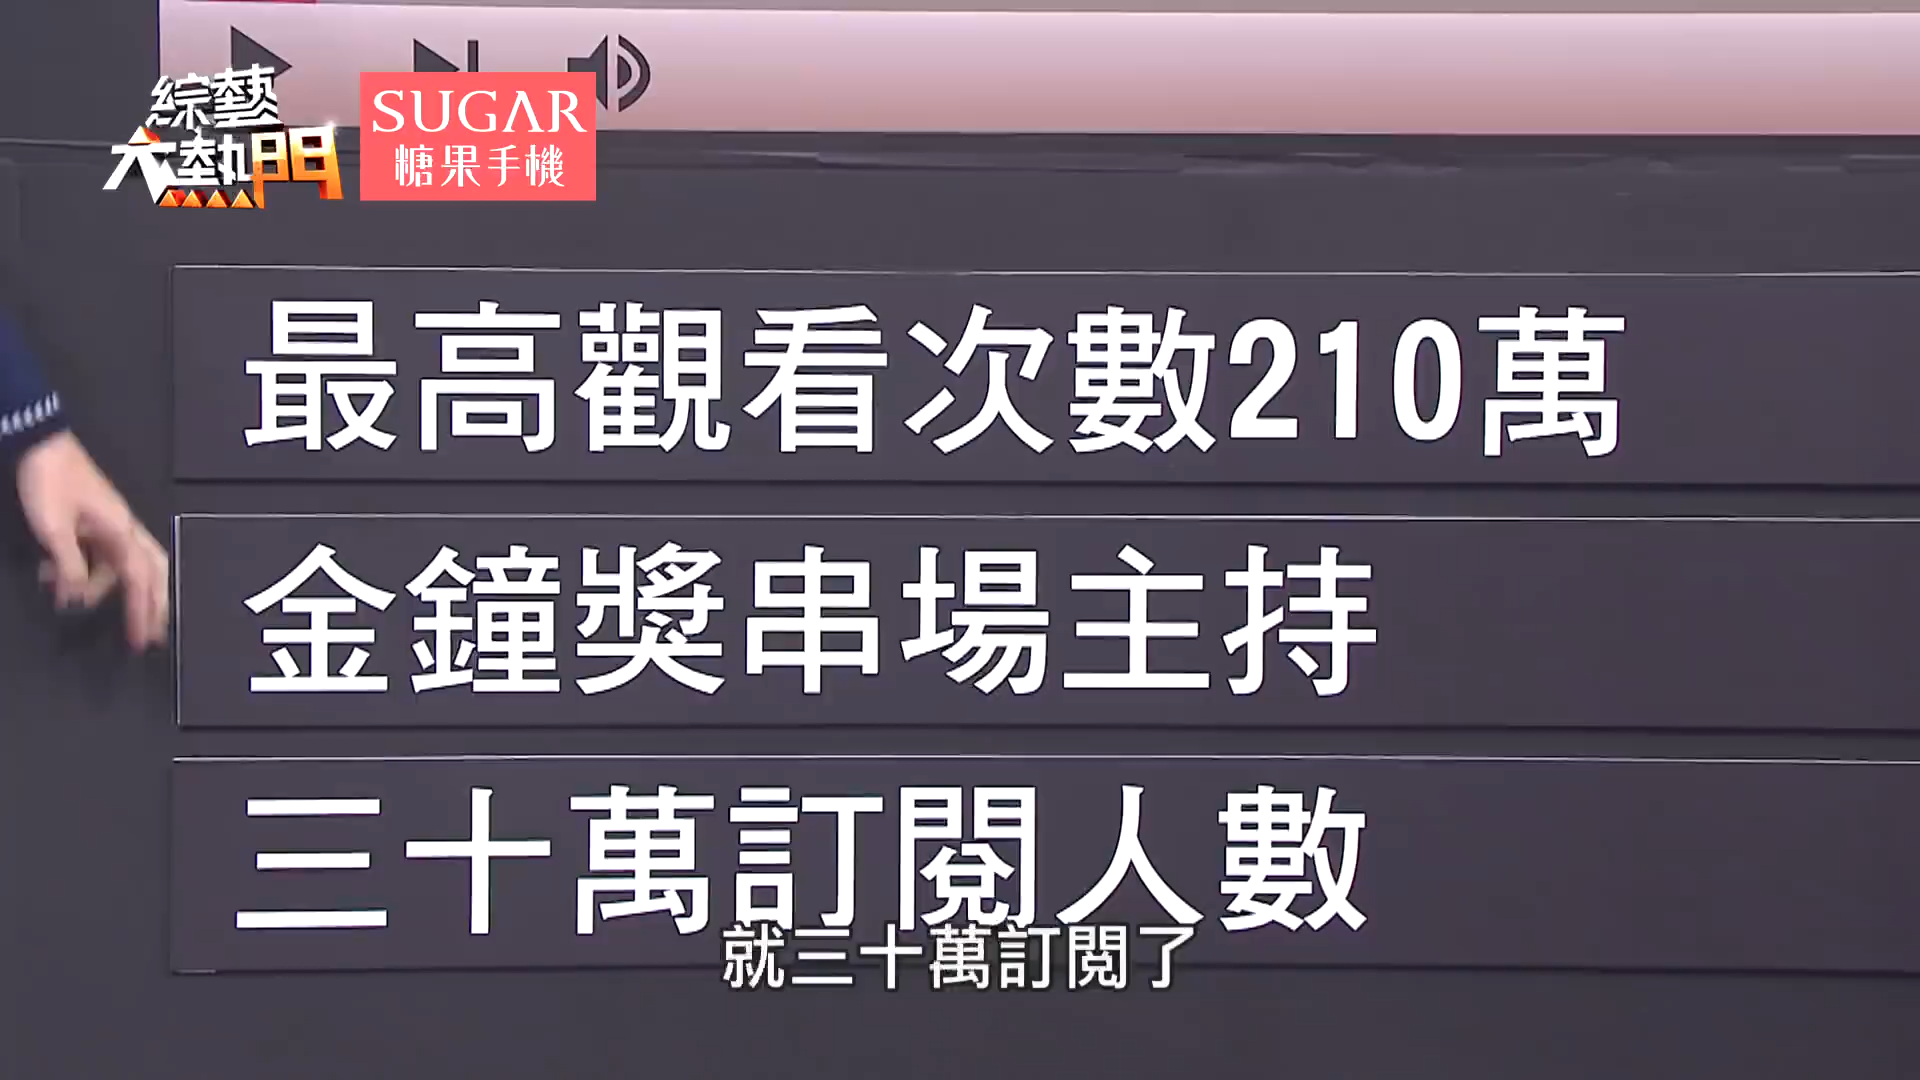 綜藝
大熱門
SUGAR
糖果手機
最高觀看次數210萬
金鐘獎串場主持
三十萬訂閱人數
就三十萬訂閱了